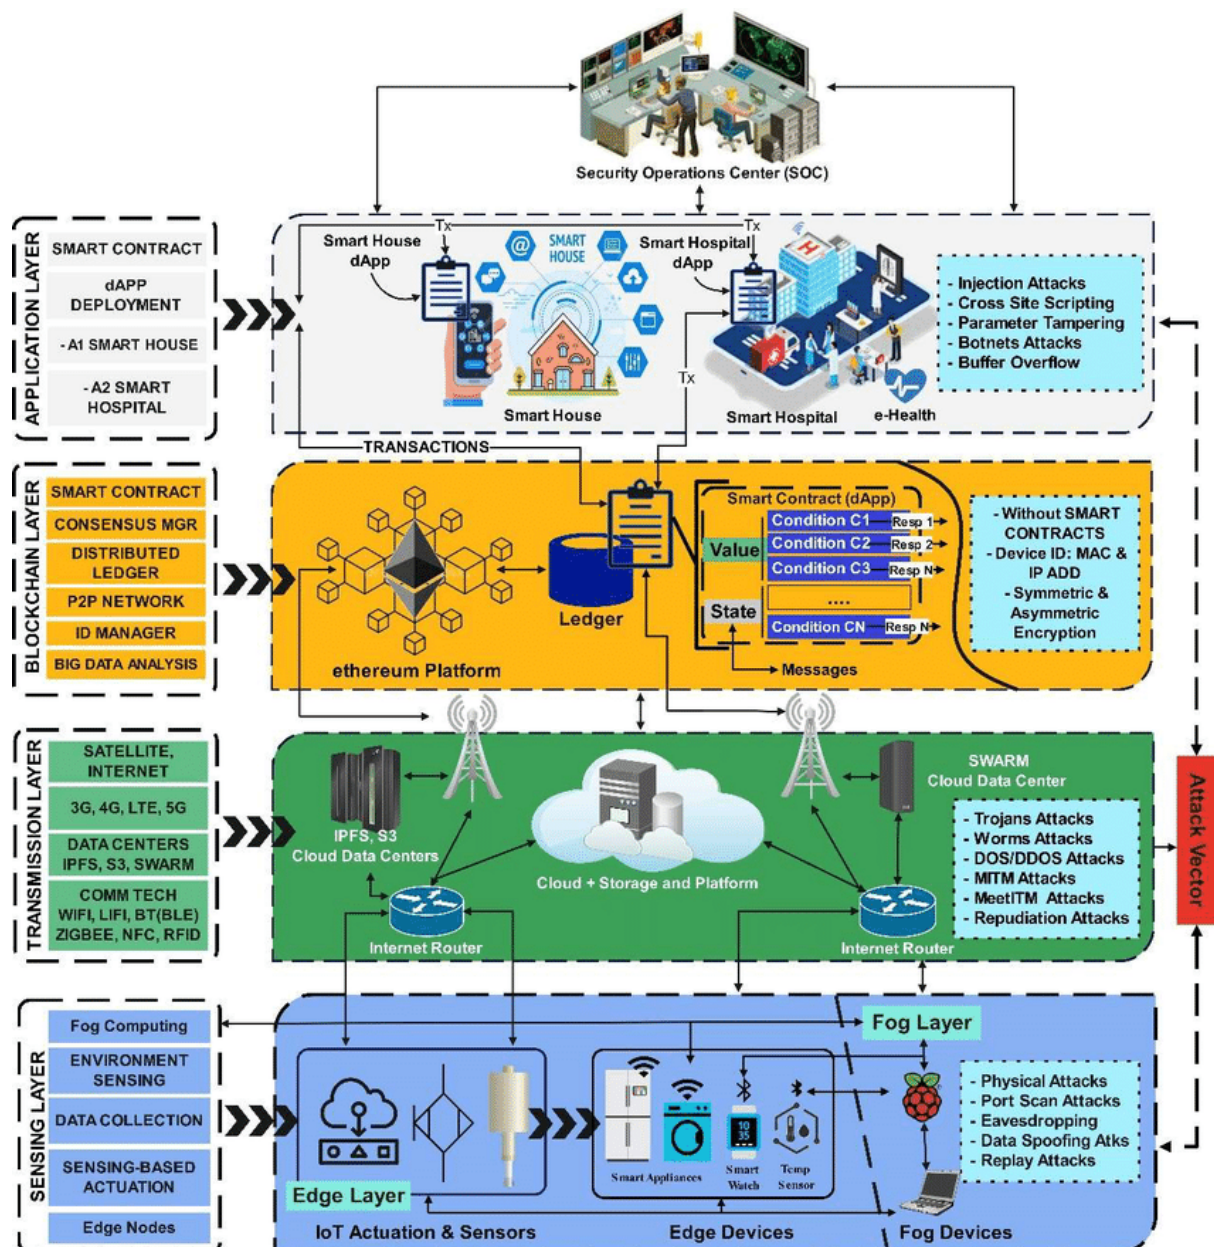 Security Operations Center (SOC)
APPLICATION LAYER
SMART CONTRACT
dAPP
DEPLOYMENT
- A1 SMART HOUSE
- A2 SMART
HOSPITAL
Tx
Smart House
dApp
SMART
HOUSE
Smart House
Tx
Smart Hospital
dApp
H
Smart Hospital
e-Health
Tx
- Injection Attacks
- Cross Site Scripting
- Parameter Tampering
- Botnets Attacks
- Buffer Overflow
TRANSACTIONS
BLOCKCHAIN LAYER
SMART CONTRACT
CONSENSUS MGR
DISTRIBUTED
LEDGER
P2P NETWORK
ID MANAGER
BIG DATA ANALYSIS
ethereum Platform
Ledger
Smart Contract (dApp)
Value
State
Condition C1
Resp 1
Condition C2
Resp 2
Condition C3
Resp N
....
Condition CN
Resp N
Messages
- Without SMART
CONTRACTS
- Device ID: MAC &
IP ADD
- Symmetric &
Asymmetric
Encryption
TRANSMISSION LAYER
SATELLITE,
INTERNET
3G, 4G, LTE, 5G
DATA CENTERS
IPFS, S3, SWARM
COMM TECH
WIFI, LIFI, BT(BLE)
ZIGBEE, NFC, RFID
IPFS, S3
Cloud Data Centers
Cloud + Storage and Platform
SWARM
Cloud Data Center
Internet Router
Internet Router
- Trojans Attacks
- Worms Attacks
- DOS/DDOS Attacks
- MITM Attacks
- MeetITM Attacks
- Repudiation Attacks
Attack Vector
SENSING LAYER
Fog Computing
ENVIRONMENT
SENSING
DATA COLLECTION
SENSING-BASED
ACTUATION
Edge Nodes
Edge Layer
IoT Actuation & Sensors
10
35
Smart Appliances
Smart
Watch
Temp
Sensor
Edge Devices
Fog Layer
Fog Devices
- Physical Attacks
- Port Scan Attacks
- Eavesdropping
- Data Spoofing Atks
- Replay Attacks